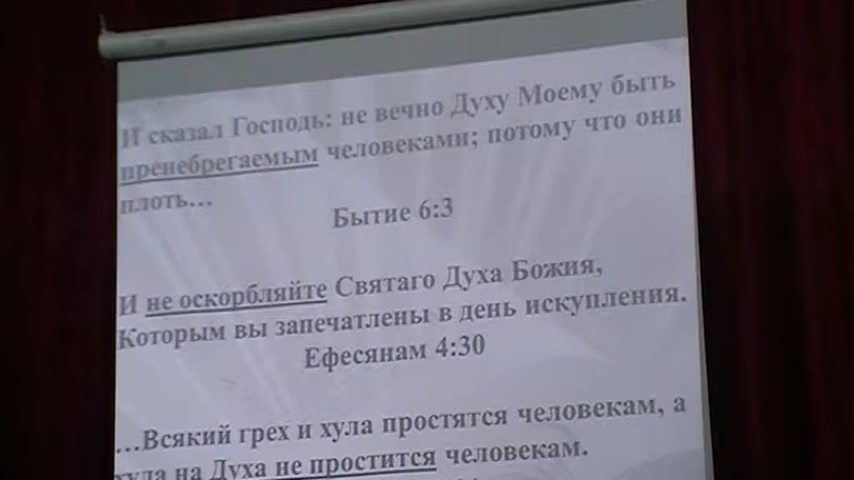 И сказал Господь: не вечно Духу Моему быть
пренебрегаемым человеками; потому что они
плоть...
Бытие 6:3
И не оскорбляйте Святаго Духа Божия,
Которым вы запечатлены в день искупления.
Ефесянам 4:30
...Всякий грех и хула простятся человекам, а
хула на Духа не простится человекам.